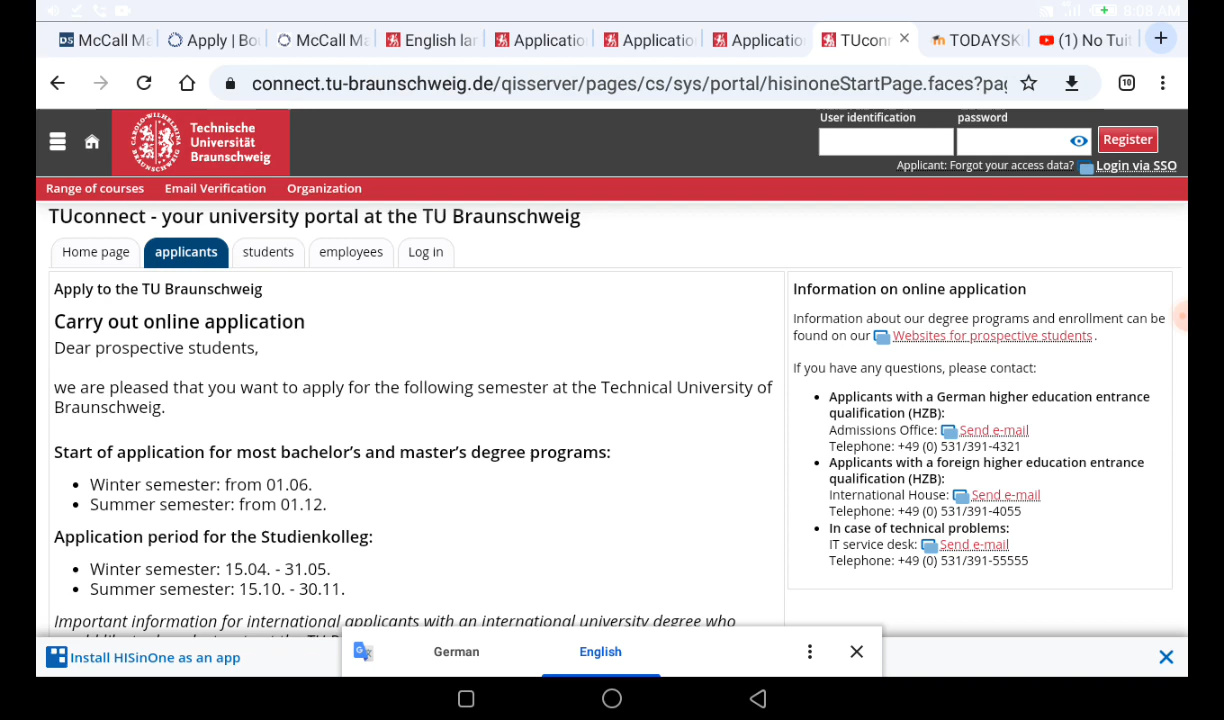 8:08 AM
McCall Ma
Apply | Bou
McCall Ma
English lan
Applicatio
Applicatio
Applicatio
TUconn
TODAYSK
(1) No Tuit
connect.tu-braunschweig.de/qisserver/pages/cs/sys/portal/hisinoneStartPage.faces?pag
10
Technische
Universität
Braunschweig
User identification
password
Register
Applicant: Forgot your access data?
Login via SSO
Range of courses
Email Verification
Organization
TUconnect - your university portal at the TU Braunschweig
Home page
applicants
students
employees
Log in
Apply to the TU Braunschweig
Carry out online application
Dear prospective students,
we are pleased that you want to apply for the following semester at the Technical University of
Braunschweig.
Start of application for most bachelor's and master's degree programs:
Winter semester: from 01.06.
Summer semester: from 01.12.
Application period for the Studienkolleg:
Winter semester: 15.04. - 31.05.
Summer semester: 15.10. - 30.11.
Important information for international applicants with an international university degree who
Information on online application
Information about our degree programs and enrollment can be
found on our Websites for prospective students .
If you have any questions, please contact:
Applicants with a German higher education entrance
qualification (HZB):
Admissions Office: Send e-mail
Telephone: +49 (0) 531/391-4321
Applicants with a foreign higher education entrance
qualification (HZB):
International House: Send e-mail
Telephone: +49 (0) 531/391-4055
In case of technical problems:
IT service desk: Send e-mail
Telephone: +49 (0) 531/391-55555
Install HISinOne as an app
German
English